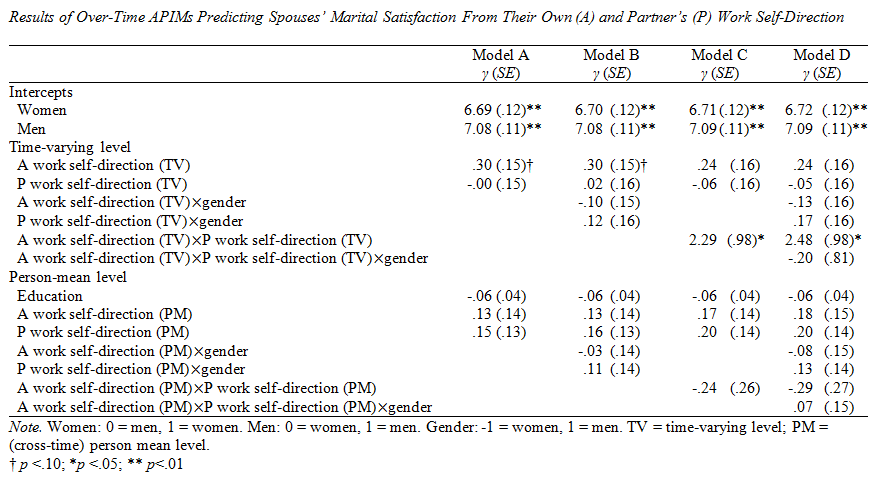 Results of Over-Time APIMs Predicting Spouses' Marital Satisfaction From Their Own (A) and Partner's (P) Work Self-Direction
Model A Model B Model C Model D
γ (SE) γ (SE) γ (SE) γ (SE)
Intercepts
Women 6.69 (.12)** 6.70 (.12)** 6.71 (.12)** 6.72 (.12)**
Men 7.08 (.11)** 7.08 (.11)** 7.09 (.11)** 7.09 (.11)**
Time-varying level
A work self-direction (TV) .30 (.15)† .30 (.15)† .24 (.16) .24 (.16)
P work self-direction (TV) -.00 (.15) .02 (.16) -.06 (.16) -.05 (.16)
A work self-direction (TV)×gender -.10 (.15) -.13 (.16)
P work self-direction (TV)×gender .12 (.16) .17 (.16)
A work self-direction (TV)×P work self-direction (TV) 2.29 (.98)* 2.48 (.98)*
A work self-direction (TV)×P work self-direction (TV)×gender -.20 (.81)
Person-mean level
Education -.06 (.04) -.06 (.04) -.06 (.04) -.06 (.04)
A work self-direction (PM) .13 (.14) .13 (.14) .17 (.14) .18 (.15)
P work self-direction (PM) .15 (.13) .16 (.13) .20 (.14) .20 (.14)
A work self-direction (PM)×gender -.03 (.14) -.08 (.15)
P work self-direction (PM)×gender .11 (.14) .13 (.14)
A work self-direction (PM)×P work self-direction (PM) -.24 (.26) -.29 (.27)
A work self-direction (PM)×P work self-direction (PM)×gender .07 (.15)
Note. Women: 0 = men, 1 = women. Men: 0 = women, 1 = men. Gender: -1 = women, 1 = men. TV = time-varying level; PM =
(cross-time) person mean level.
† p <.10; *p <.05; ** p<.01